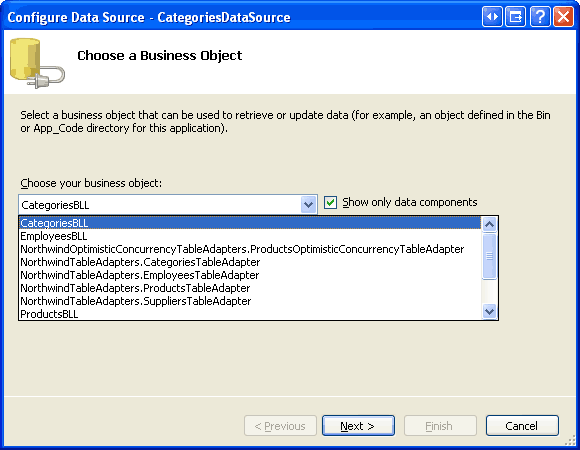 Configure Data Source - CategoriesDataSource
Choose a Business Object
Select a business object that can be used to retrieve or update data (for example, an object defined in the Bin
or App_Code directory for this application).
Choose your business object:
CategoriesBLL
Show only data components
CategoriesBLL
EmployeesBLL
NorthwindOptimisticConcurrencyTableAdapters.ProductsOptimisticConcurrencyTableAdapter
NorthwindTableAdapters.CategoriesTableAdapter
NorthwindTableAdapters.EmployeesTableAdapter
NorthwindTableAdapters.ProductsTableAdapter
NorthwindTableAdapters.SuppliersTableAdapter
ProductsBLL
< Previous
Next >
Finish
Cancel